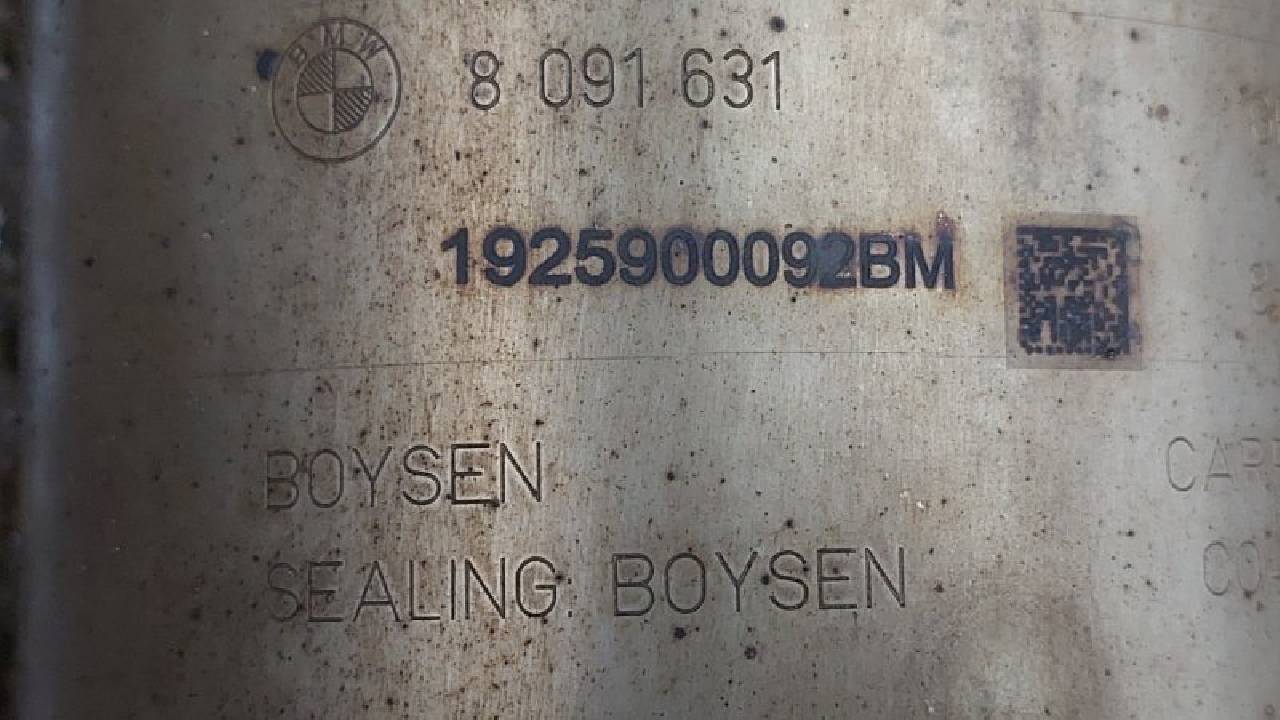 BMW 8 091 631
1925900092BM
BOYSEN
SEALING: BOYSEN